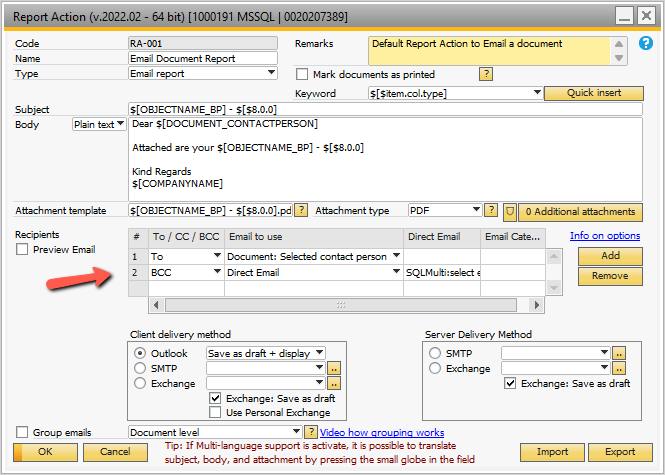 Report Action (v.2022.02 - 64 bit) [1000191 MSSQL | 0020207389]
Code RA-001 Remarks Default Report Action to Email a document
Name Email Document Report
Type Email report Mark documents as printed ?
Keyword $[$item.col.type] Quick insert
Subject $[OBJECTNAME_BP] - $[$8.0.0]
Body Plain text Dear $[DOCUMENT_CONTACTPERSON]
Attached are your $[OBJECTNAME_BP] - $[$8.0.0]
Kind Regards
$[COMPANYNAME]
Attachment template $[OBJECTNAME_BP] - $[$8.0.0].pd ? Attachment type PDF ? 0 Additional attachments
Recipients # To / CC / BCC Email to use Direct Email Email Cate... Info on options
Preview Email
1 To Document: Selected contact person Add
2 BCC Direct Email SQLMulti:select e Remove
Client delivery method Server Delivery Method
Outlook Save as draft + display SMTP ..
SMTP .. Exchange ..
Exchange .. Exchange: Save as draft
Exchange: Save as draft
Use Personal Exchange
Group emails Document level ? Video how grouping works
OK Cancel Tip: If Multi-language support is activate, it is possible to translate
subject, body, and attachment by pressing the small globe in the field
Import Export